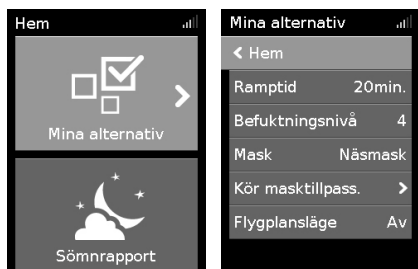 Hem
Mina alternativ
Sömnrapport
Mina alternativ
Hem
Ramptid 20min.
Befuktningsnivå 4
Mask Näsmask
Kör masktillpass.
Flygplansläge Av